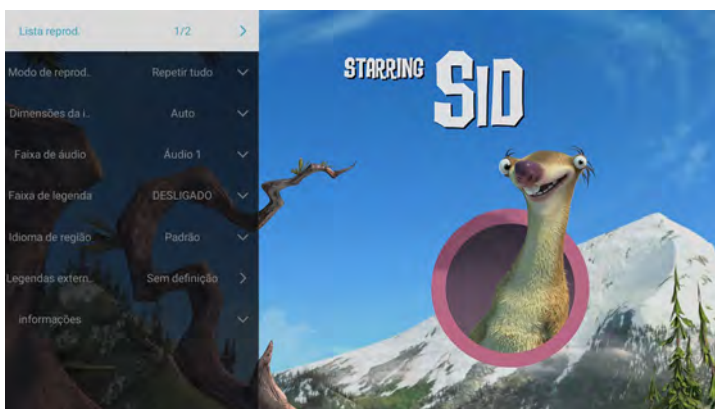 Lista reprod. 1/2
Modo de reprod.. Repetir tudo
Dimensões da i.. Auto
Faixa de áudio Áudio 1
Faixa de legenda DESLIGADO
Idioma de região Padrão
Legendas extern.. Sem definição
informações
STARRING
SID